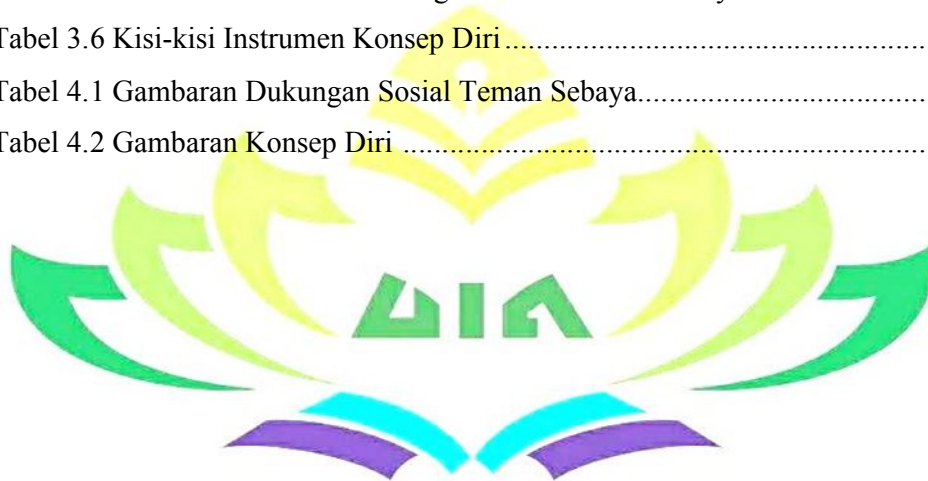 Tabel 3.6 Kisi-kisi Instrumen Konsep Diri..................................................................
Tabel 4.1 Gambaran Dukungan Sosial Teman Sebaya.............................................
Tabel 4.2 Gambaran Konsep Diri .................................................................................
UIN